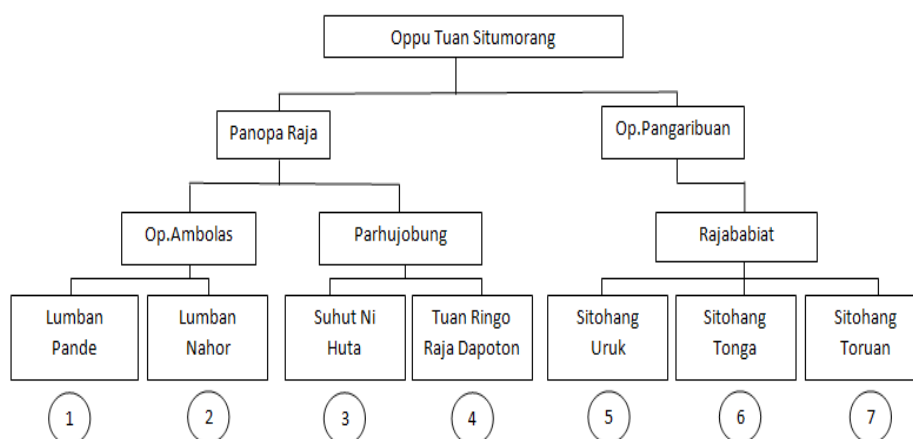 Oppu Tuan Situmorang
Panopa Raja
Op.Pangaribuan
Op.Ambolas
Parhujobung
Rajababiat
Lumban
Pande
Lumban
Nahor
Suhut Ni
Huta
Tuan Ringo
Raja Dapoton
Sitohang
Uruk
Sitohang
Tonga
Sitohang
Toruan
1
2
3
4
5
6
7